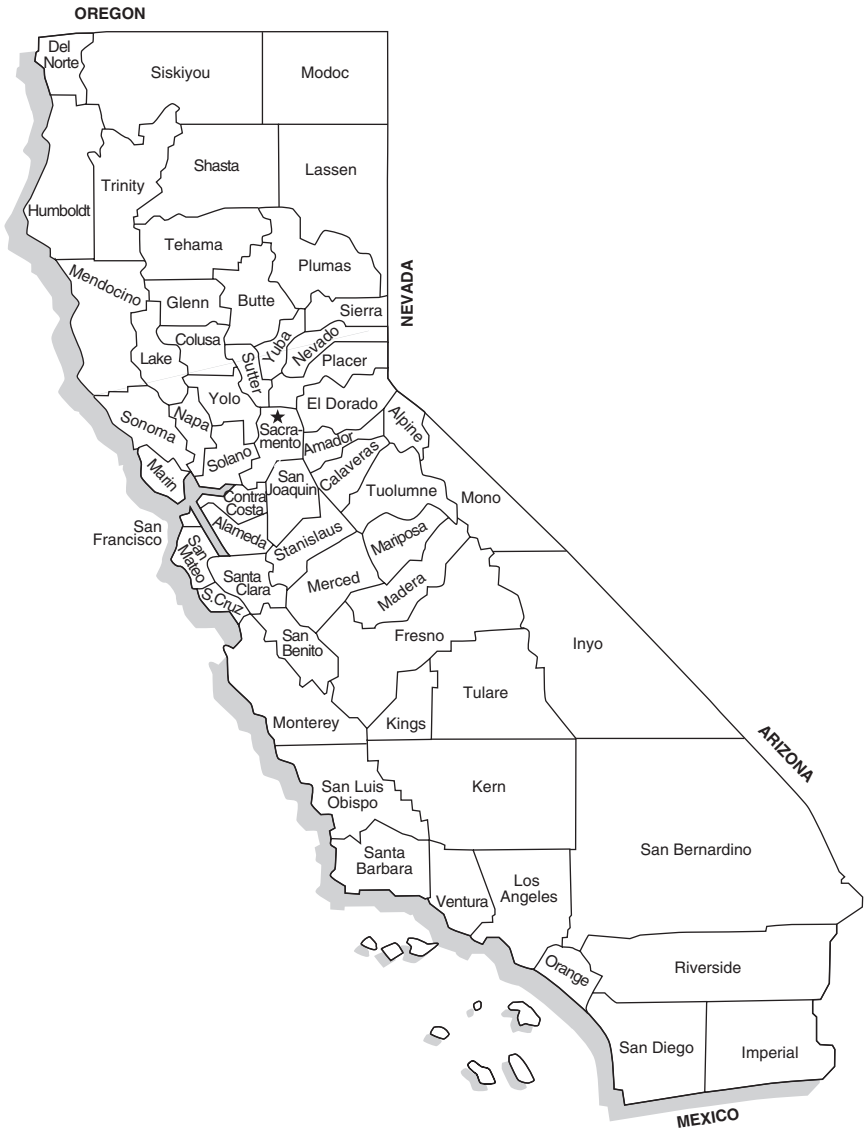 OREGON
Del
Norte
Siskiyou
Modoc
Shasta
Lassen
Trinity
Humboldt
Tehama
Plumas
NEVADA
Mendocino
Glenn
Butte
Sierra
Colusa
Yuba
Nevado
Lake
Sutter
Placer
Yolo
El Dorado
Napa
Sonoma
Sacra-
mento
Alpine
Amador
Solano
Marin
Calaveras
San
Joaquin
Contra
Costa
Tuolumne
Mono
San
Francisco
Alameda
Stanislaus
Mariposa
San
Mateo
Santa
Clara
Merced
Madera
S.Cruz
San
Benito
Fresno
Inyo
Tulare
Monterey
Kings
ARIZONA
San Luis
Obispo
Kern
San Bernardino
Santa
Barbara
Los
Angeles
Ventura
Orange
Riverside
San Diego
Imperial
MEXICO